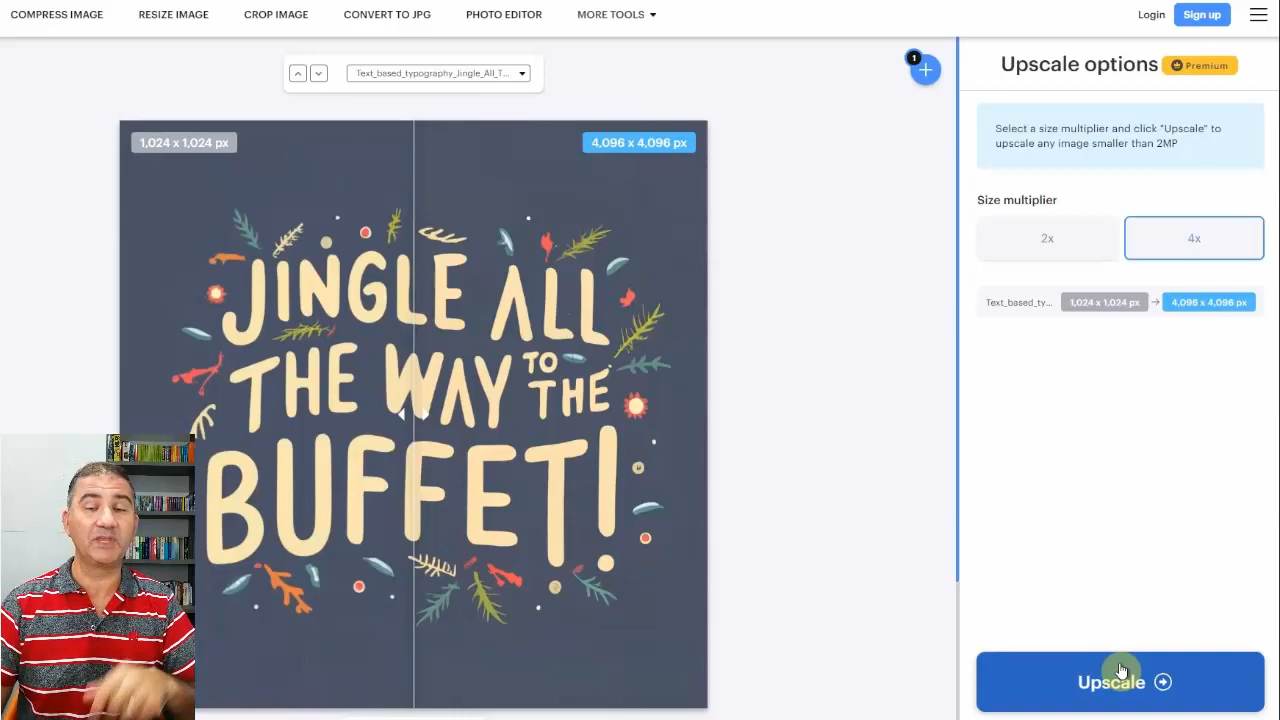 COMPRESS IMAGE RESIZE IMAGE CROP IMAGE CONVERT TO JPG PHOTO EDITOR MORE TOOLS Login Sign up
Text_based_typography_Jingle_All_T...
1
Upscale options Premium
Select a size multiplier and click "Upscale" to
upscale any image smaller than 2MP
Size multiplier
2x 4x
Text_based_ty... 1,024 x 1,024 px → 4,096 x 4,096 px
1,024 x 1,024 px 4,096 x 4,096 px
JINGLE ALL
THE WAY TO THE
BUFFET!
Upscale